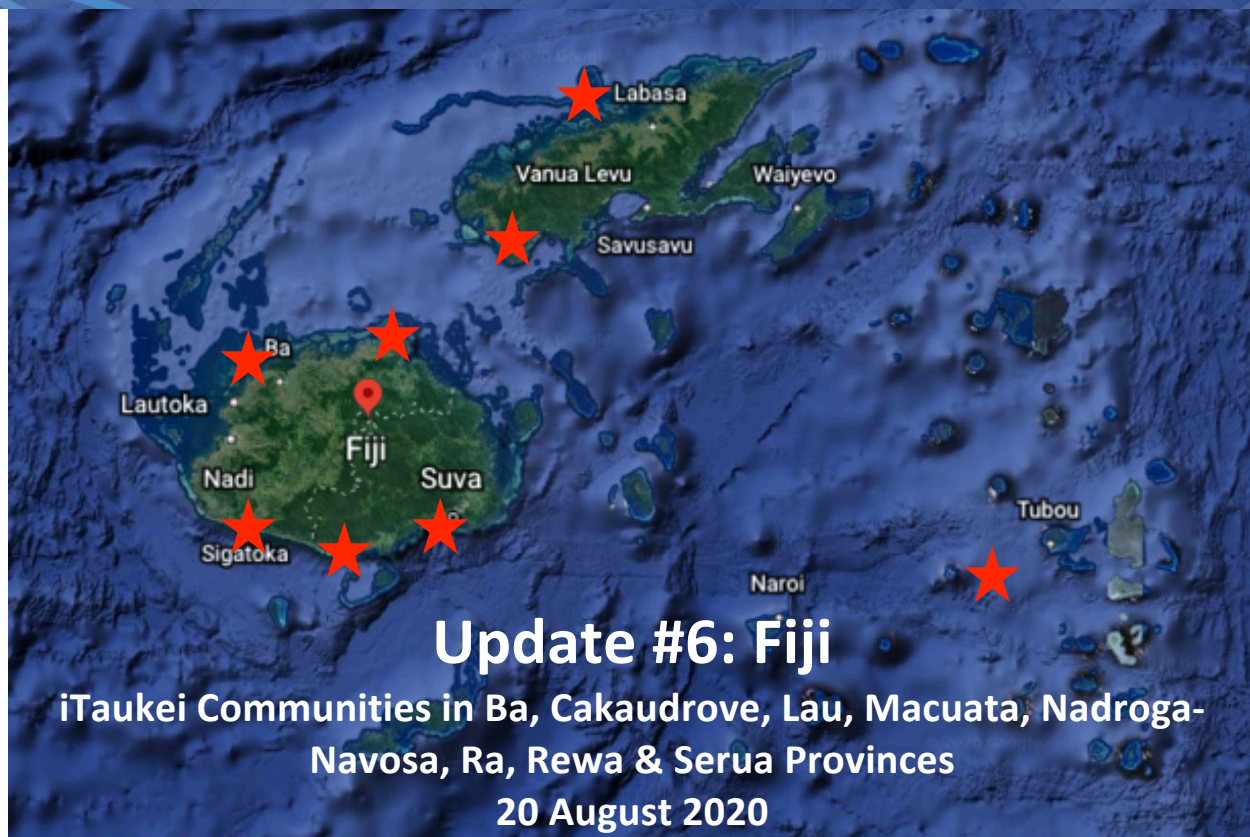 Labasa
Vanua Levu
Waiyevo
Savusavu
Ba
Lautoka
Fiji
Nadi
Suva
Sigatoka
Tubou
Naroi
Update #6: Fiji
iTaukei Communities in Ba, Cakaudrove, Lau, Macuata, Nadroga-
Navosa, Ra, Rewa & Serua Provinces
20 August 2020